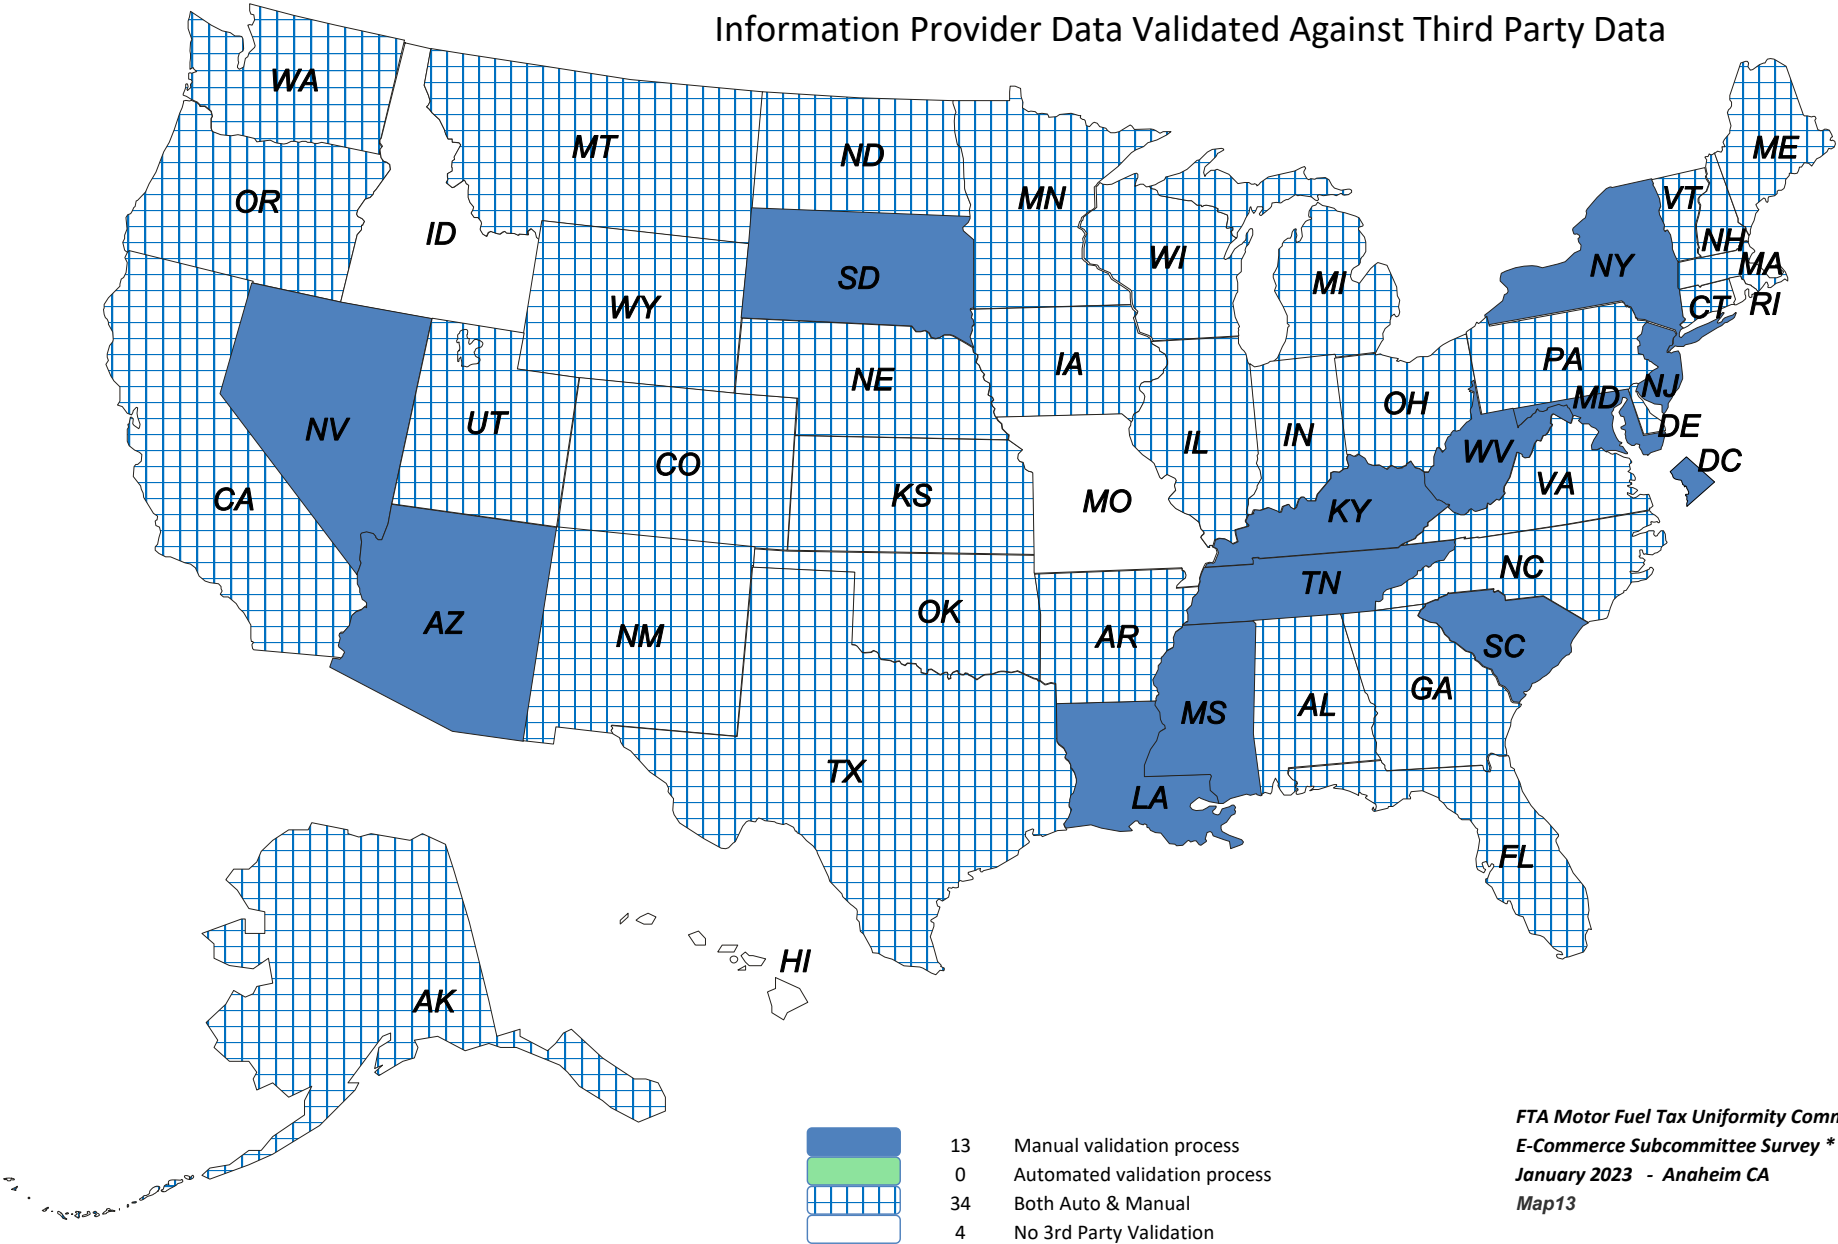 Information Provider Data Validated Against Third Party Data
WA
MT
ND
MN
ME
OR
ID
SD
WI
MI
NY
VT
NH
MA
WY
CT
RI
NE
IA
PA
NV
UT
CO
IL
IN
OH
MD
NJ
DE
WV
DC
CA
KS
MO
KY
VA
NC
AZ
NM
OK
AR
TN
SC
MS
AL
GA
TX
LA
FL
HI
AK
13 Manual validation process
0 Automated validation process
34 Both Auto & Manual
4 No 3rd Party Validation
FTA Motor Fuel Tax Uniformity
E-Commerce Subcommittee Survey *
January 2023 - Anaheim CA
Map13